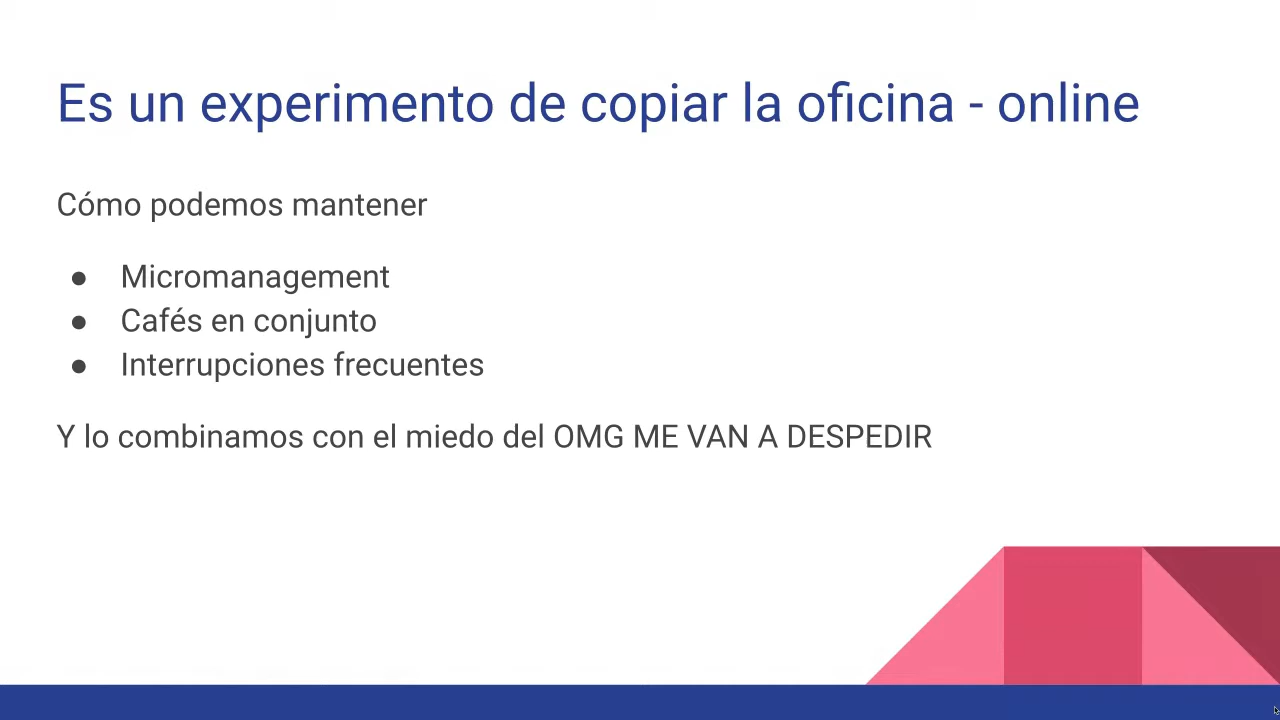 Es un experimento de copiar la oficina - online
Cómo podemos mantener
● Micromanagement
● Cafés en conjunto
● Interrupciones frecuentes
Y lo combinamos con el miedo del OMG ME VAN A DESPEDIR